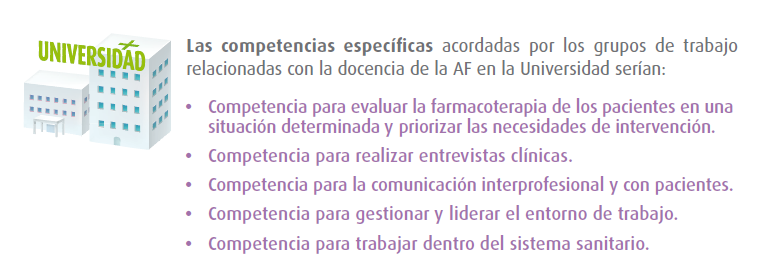 UNIVERSIDAD
Las competencias específicas acordadas por los grupos de trabajo
relacionadas con la docencia de la AF en la Universidad serían:
• Competencia para evaluar la farmacoterapia de los pacientes en una
situación determinada y priorizar las necesidades de intervención.
• Competencia para realizar entrevistas clínicas.
• Competencia para la comunicación interprofesional y con pacientes.
• Competencia para gestionar y liderar el entorno de trabajo.
• Competencia para trabajar dentro del sistema sanitario.